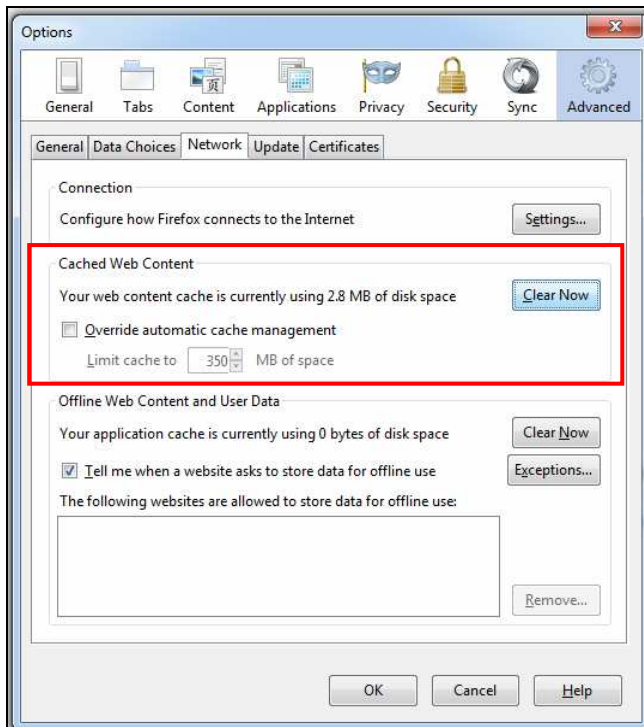 Options
General Tabs Content Applications Privacy Security Sync Advanced
General Data Choices Network Update Certificates
Connection
Configure how Firefox connects to the Internet Settings...
Cached Web Content
Your web content cache is currently using 2.8 MB of disk space Clear Now
Override automatic cache management
Limit cache to 350 MB of space
Offline Web Content and User Data
Your application cache is currently using 0 bytes of disk space Clear Now
Tell me when a website asks to store data for offline use Exceptions...
The following websites are allowed to store data for offline use:
Remove...
OK Cancel Help